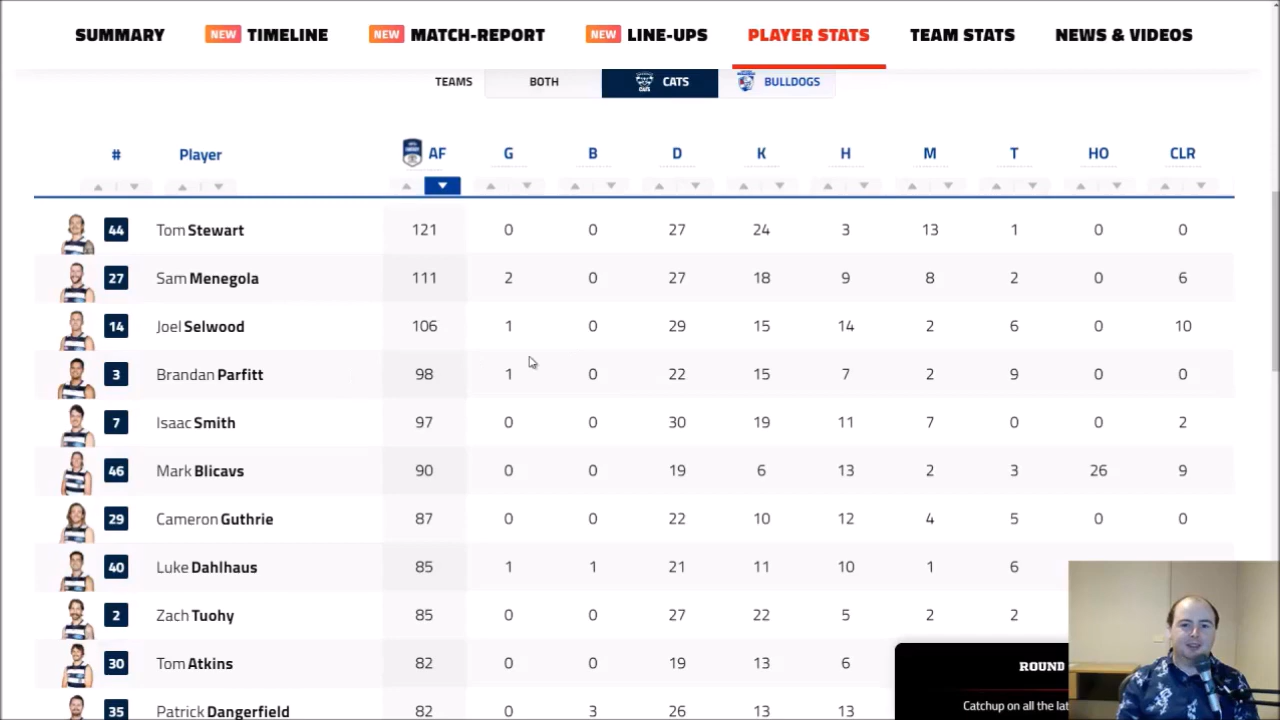 SUMMARY NEW TIMELINE NEW MATCH-REPORT NEW LINE-UPS PLAYER STATS TEAM STATS NEWS & VIDEOS
TEAMS BOTH CATS BULLDOGS
# Player AF G B D K H M T HO CLR
44 Tom Stewart 121 0 0 27 24 3 13 1 0 0
27 Sam Menegola 111 2 0 27 18 9 8 2 0 6
14 Joel Selwood 106 1 0 29 15 14 2 6 0 10
3 Brandan Parfitt 98 1 0 22 15 7 2 9 0 0
7 Isaac Smith 97 0 0 30 19 11 7 0 0 2
46 Mark Blicavs 90 0 0 19 6 13 2 3 26 9
29 Cameron Guthrie 87 0 0 22 10 12 4 5 0 0
40 Luke Dahlhaus 85 1 1 21 11 10 1 6
2 Zach Tuohy 85 0 0 27 22 5 2 2
30 Tom Atkins 82 0 0 19 13 6
ROUND
35 Patrick Dangerfield 82 0 3 26 13 13
Catchup on all the